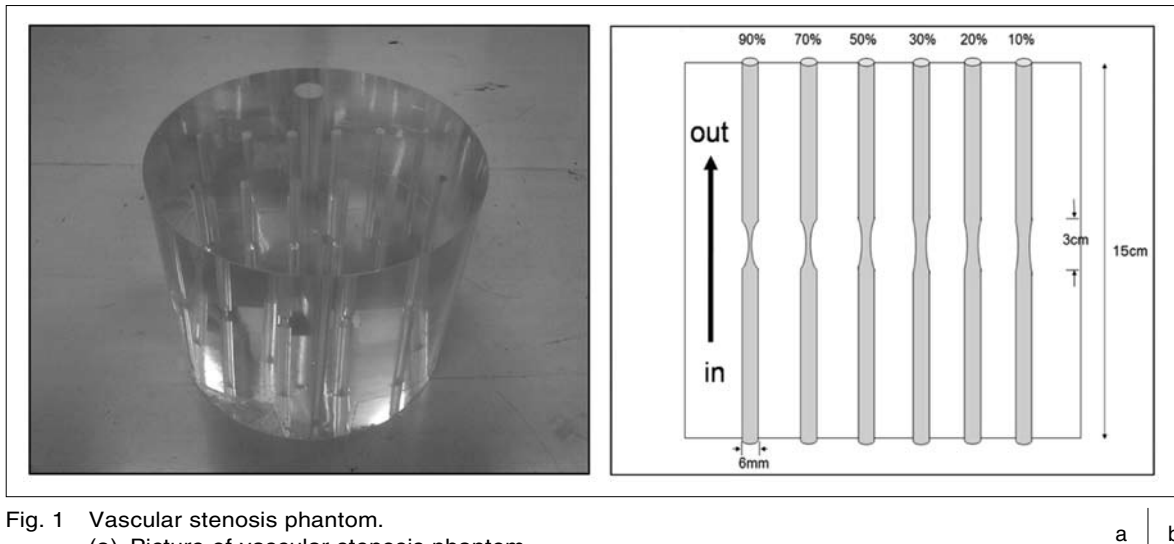 90% 70% 50% 30% 20% 10%
out
in
3cm
15cm
6mm
Fig. 1 Vascular stenosis phantom.
a b